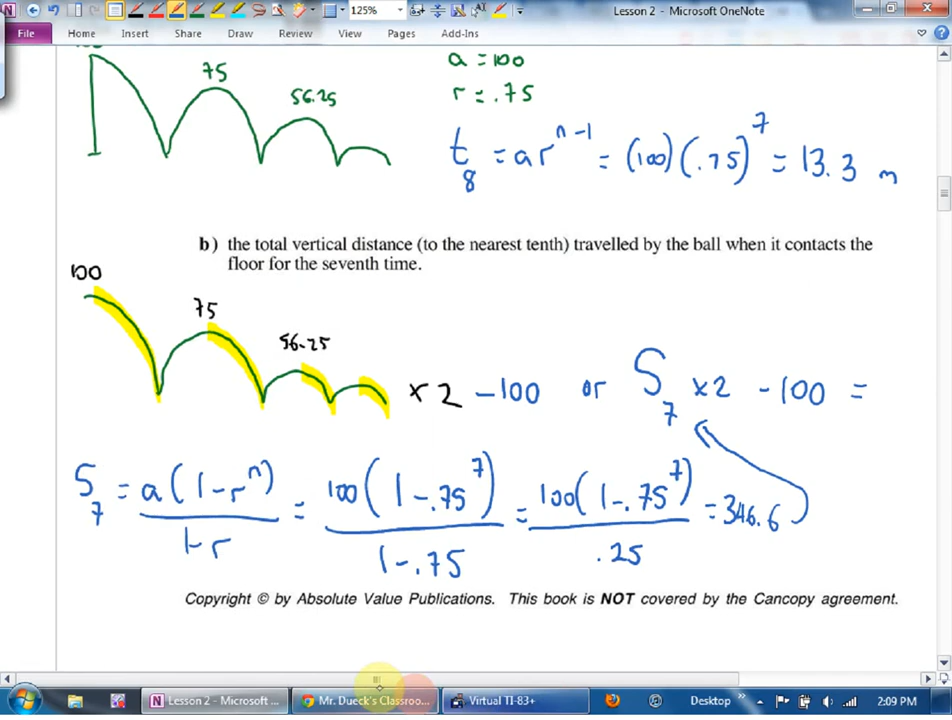 Lesson 2 - Microsoft OneNote
125%
File Home Insert Share Draw Review View Pages Add-Ins
75
56.25
a = 100
r = .75
t₈ = ar^(n-1) = (100)(.75)^7 = 13.3 m
b) the total vertical distance (to the nearest tenth) travelled by the ball when it contacts the
floor for the seventh time.
100
75
56.25
×2 -100 or S₇ ×2 -100 =
S₇ = a(1-r^n)/(1-r) = 100(1-.75^7)/(1-.75) = 100(1-.75^7)/.25 = 346.6
Copyright © by Absolute Value Publications. This book is NOT covered by the Cancopy agreement.
Lesson 2 - Microsoft ... Mr. Dueck's Classroo... Virtual TI-83+ Desktop 2:09 PM